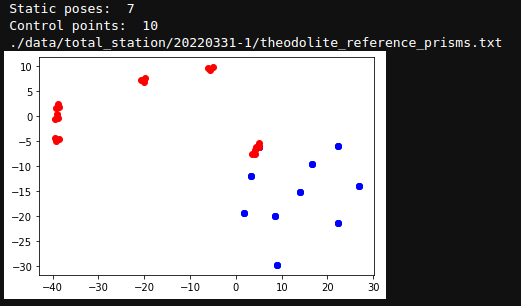 Static poses:  7
Control points:  10
./data/total_station/20220331-1/theodolite_reference_prisms.txt
10
5
0
−5
−10
−15
−20
−25
−30
−40 −30 −20 −10 0 10 20 30